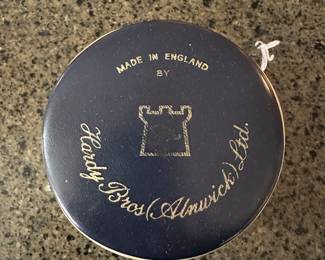 MADE IN ENGLAND
BY
Hardy Bros (Alnwick) Ltd.